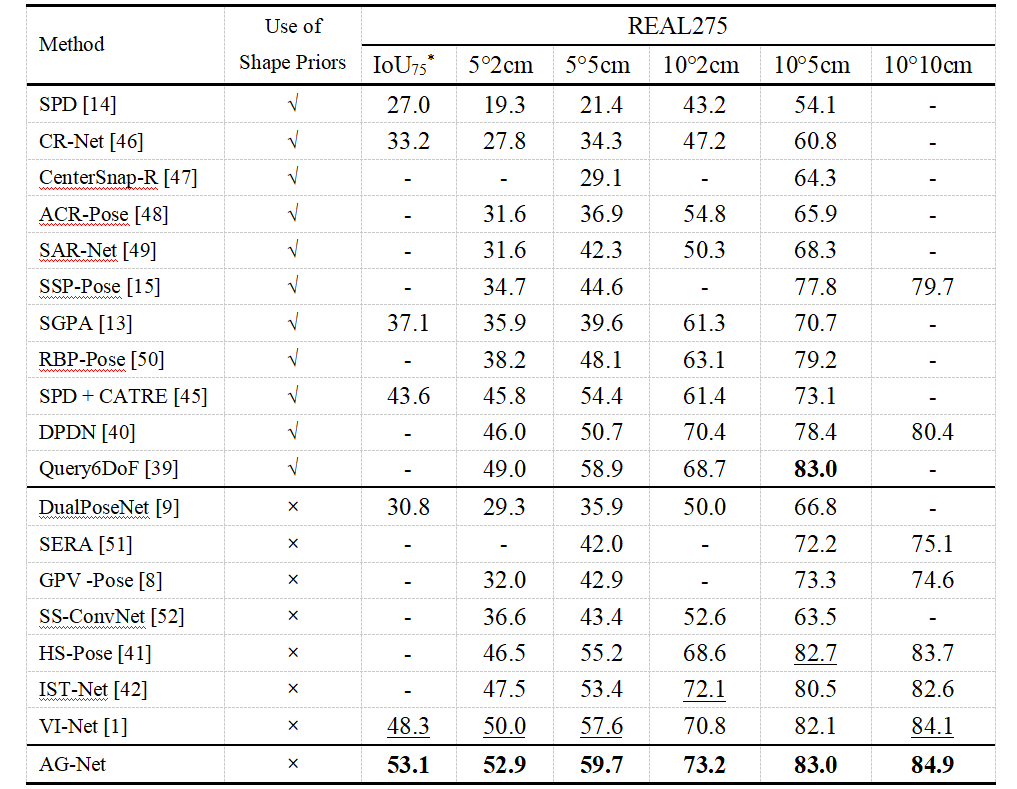 Method Use of Shape Priors REAL275
IoU75* 5°2cm 5°5cm 10°2cm 10°5cm 10°10cm
SPD [14] √ 27.0 19.3 21.4 43.2 54.1 -
CR-Net [46] √ 33.2 27.8 34.3 47.2 60.8 -
CenterSnap-R [47] √ - - 29.1 - 64.3 -
ACR-Pose [48] √ - 31.6 36.9 54.8 65.9 -
SAR-Net [49] √ - 31.6 42.3 50.3 68.3 -
SSP-Pose [15] √ - 34.7 44.6 - 77.8 79.7
SGPA [13] √ 37.1 35.9 39.6 61.3 70.7 -
RBP-Pose [50] √ - 38.2 48.1 63.1 79.2 -
SPD + CATRE [45] √ 43.6 45.8 54.4 61.4 73.1 -
DPDN [40] √ - 46.0 50.7 70.4 78.4 80.4
Query6DoF [39] √ - 49.0 58.9 68.7 83.0 -
DualPoseNet [9] × 30.8 29.3 35.9 50.0 66.8 -
SERA [51] × - - 42.0 - 72.2 75.1
GPV -Pose [8] × - 32.0 42.9 - 73.3 74.6
SS-ConvNet [52] × - 36.6 43.4 52.6 63.5 -
HS-Pose [41] × - 46.5 55.2 68.6 82.7 83.7
IST-Net [42] × - 47.5 53.4 72.1 80.5 82.6
VI-Net [1] × 48.3 50.0 57.6 70.8 82.1 84.1
AG-Net × 53.1 52.9 59.7 73.2 83.0 84.9